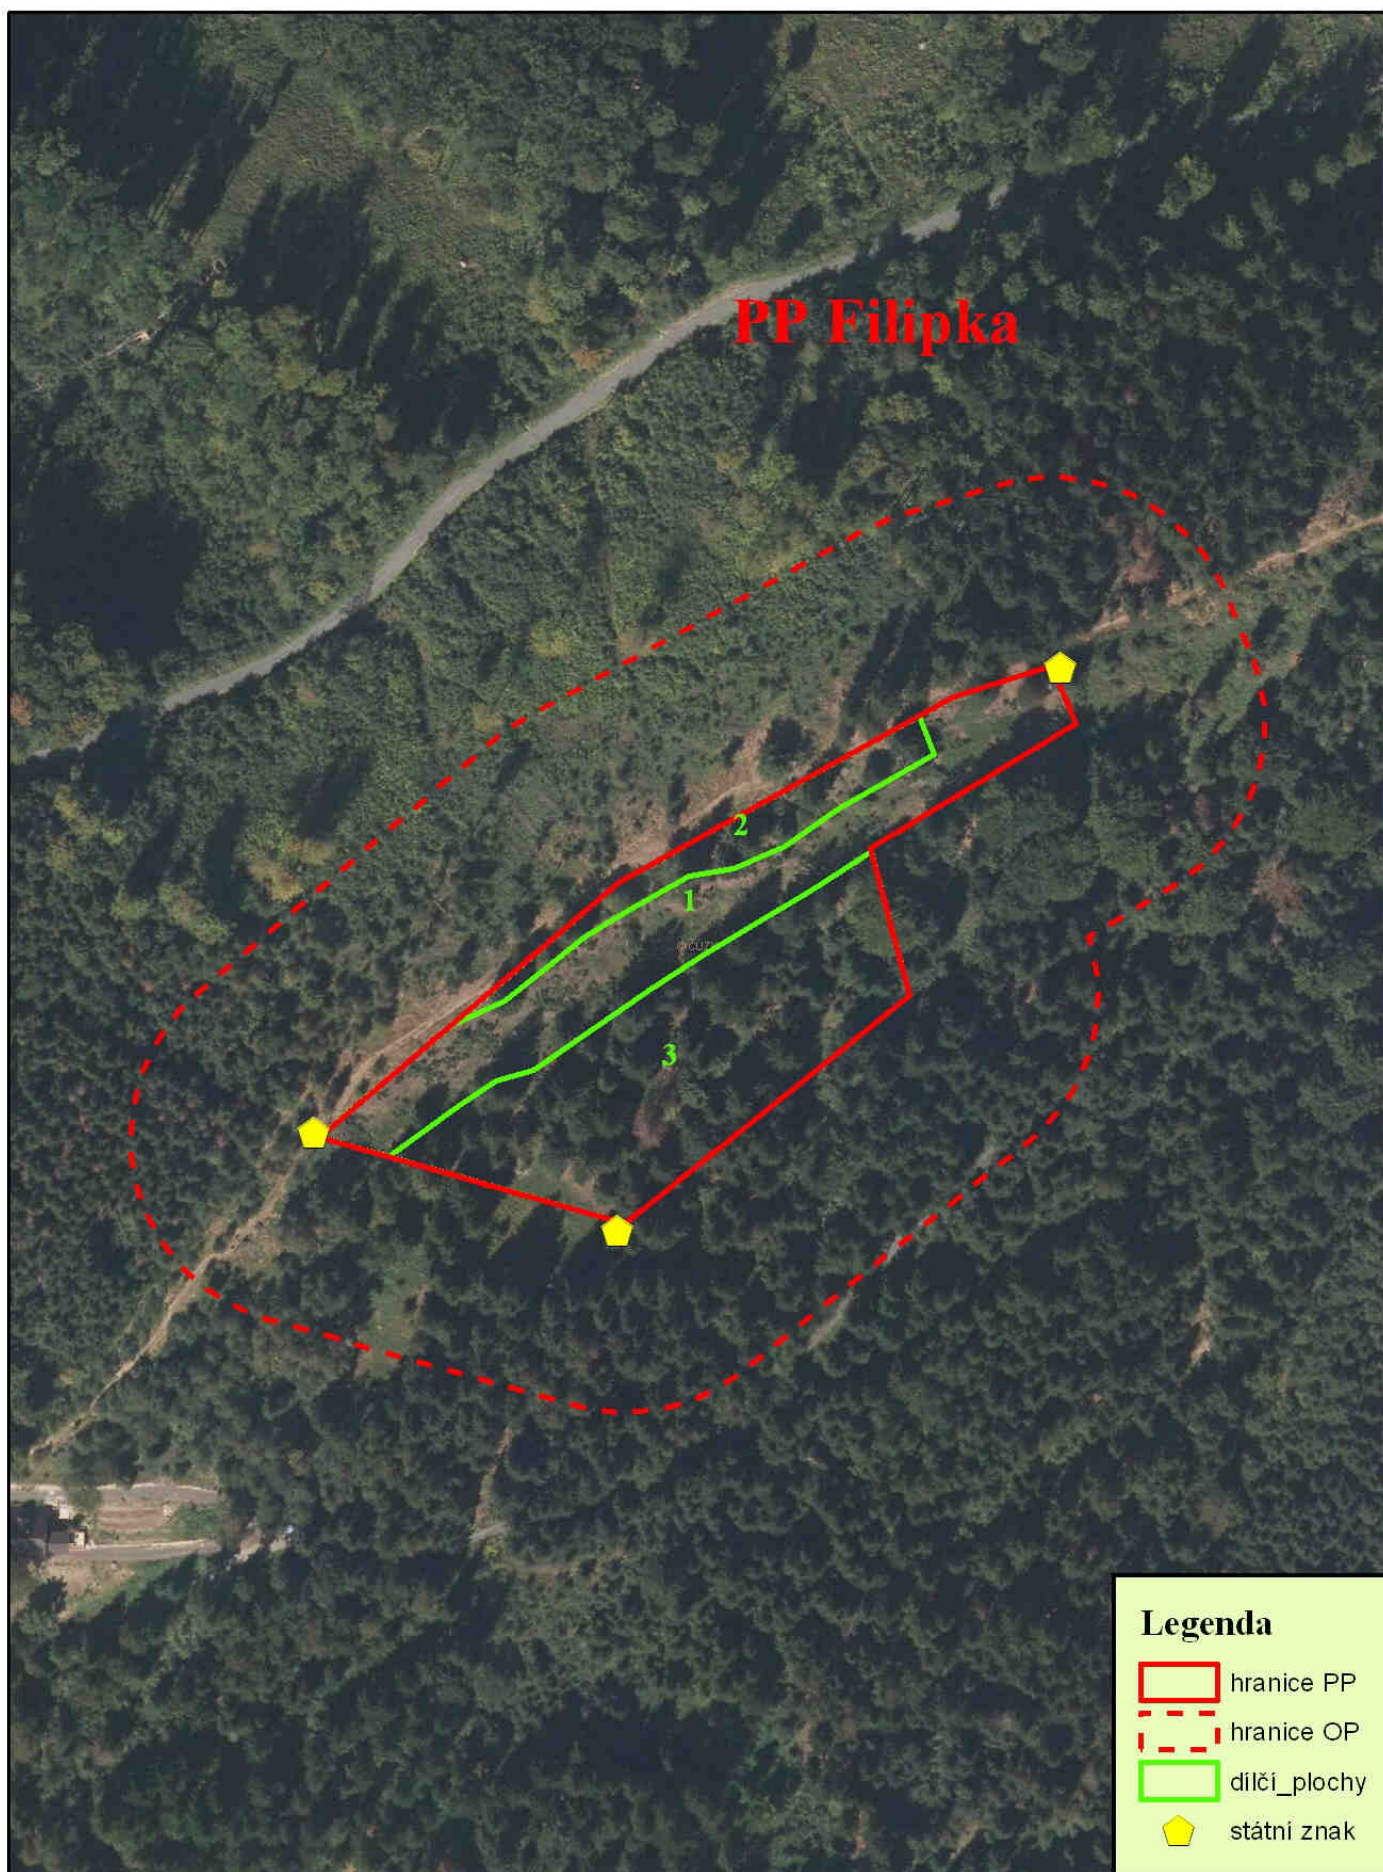 PP Filipka
2
1
3
Legenda
hranice PP
hranice OP
dílčí_plochy
státní znak